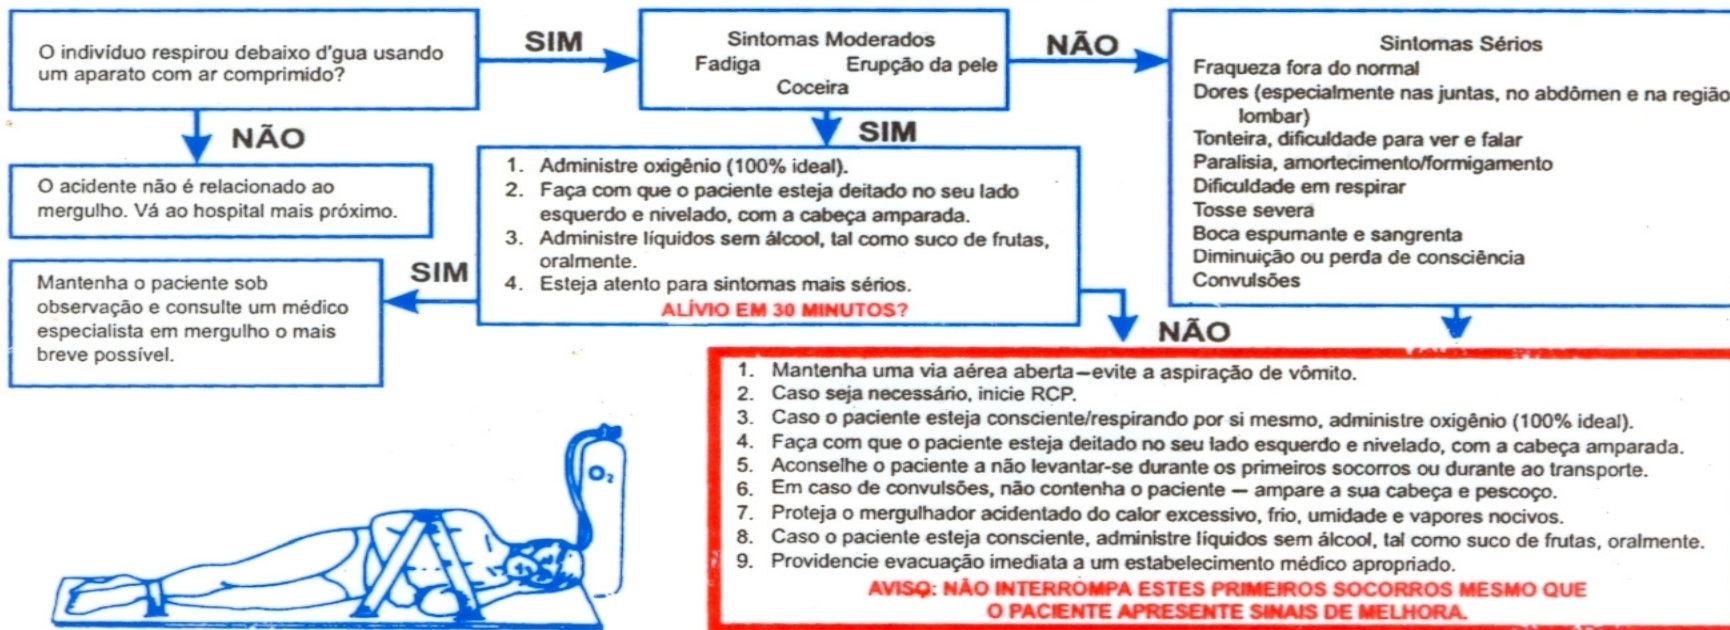 O indivíduo respirou debaixo d'gua usando
um aparato com ar comprimido?
SIM
Sintomas Moderados
Fadiga Erupção da pele
Coceira
NÃO
Sintomas Sérios
Fraqueza fora do normal
Dores (especialmente nas juntas, no abdômen e na região
lombar)
Tonteira, dificuldade para ver e falar
Paralisia, amortecimento/formigamento
Dificuldade em respirar
Tosse severa
Boca espumante e sangrenta
Diminuição ou perda de consciência
Convulsões
NÃO
O acidente não é relacionado ao
mergulho. Vá ao hospital mais próximo.
SIM
1. Administre oxigênio (100% ideal).
2. Faça com que o paciente esteja deitado no seu lado
esquerdo e nivelado, com a cabeça amparada.
3. Administre líquidos sem álcool, tal como suco de frutas,
oralmente.
4. Esteja atento para sintomas mais sérios.
ALÍVIO EM 30 MINUTOS?
SIM
Mantenha o paciente sob
observação e consulte um médico
especialista em mergulho o mais
breve possível.
NÃO
1. Mantenha uma via aérea aberta—evite a aspiração de vômito.
2. Caso seja necessário, inicie RCP.
3. Caso o paciente esteja consciente/respirando por si mesmo, administre oxigênio (100% ideal).
4. Faça com que o paciente esteja deitado no seu lado esquerdo e nivelado, com a cabeça amparada.
5. Aconselhe o paciente a não levantar-se durante os primeiros socorros ou durante ao transporte.
6. Em caso de convulsões, não contenha o paciente — ampare a sua cabeça e pescoço.
7. Proteja o mergulhador acidentado do calor excessivo, frio, umidade e vapores nocivos.
8. Caso o paciente esteja consciente, administre líquidos sem álcool, tal como suco de frutas, oralmente.
9. Providencie evacuação imediata a um estabelecimento médico apropriado.
AVISO: NÃO INTERROMPA ESTES PRIMEIROS SOCORROS MESMO QUE
O PACIENTE APRESENTE SINAIS DE MELHORA.
O2